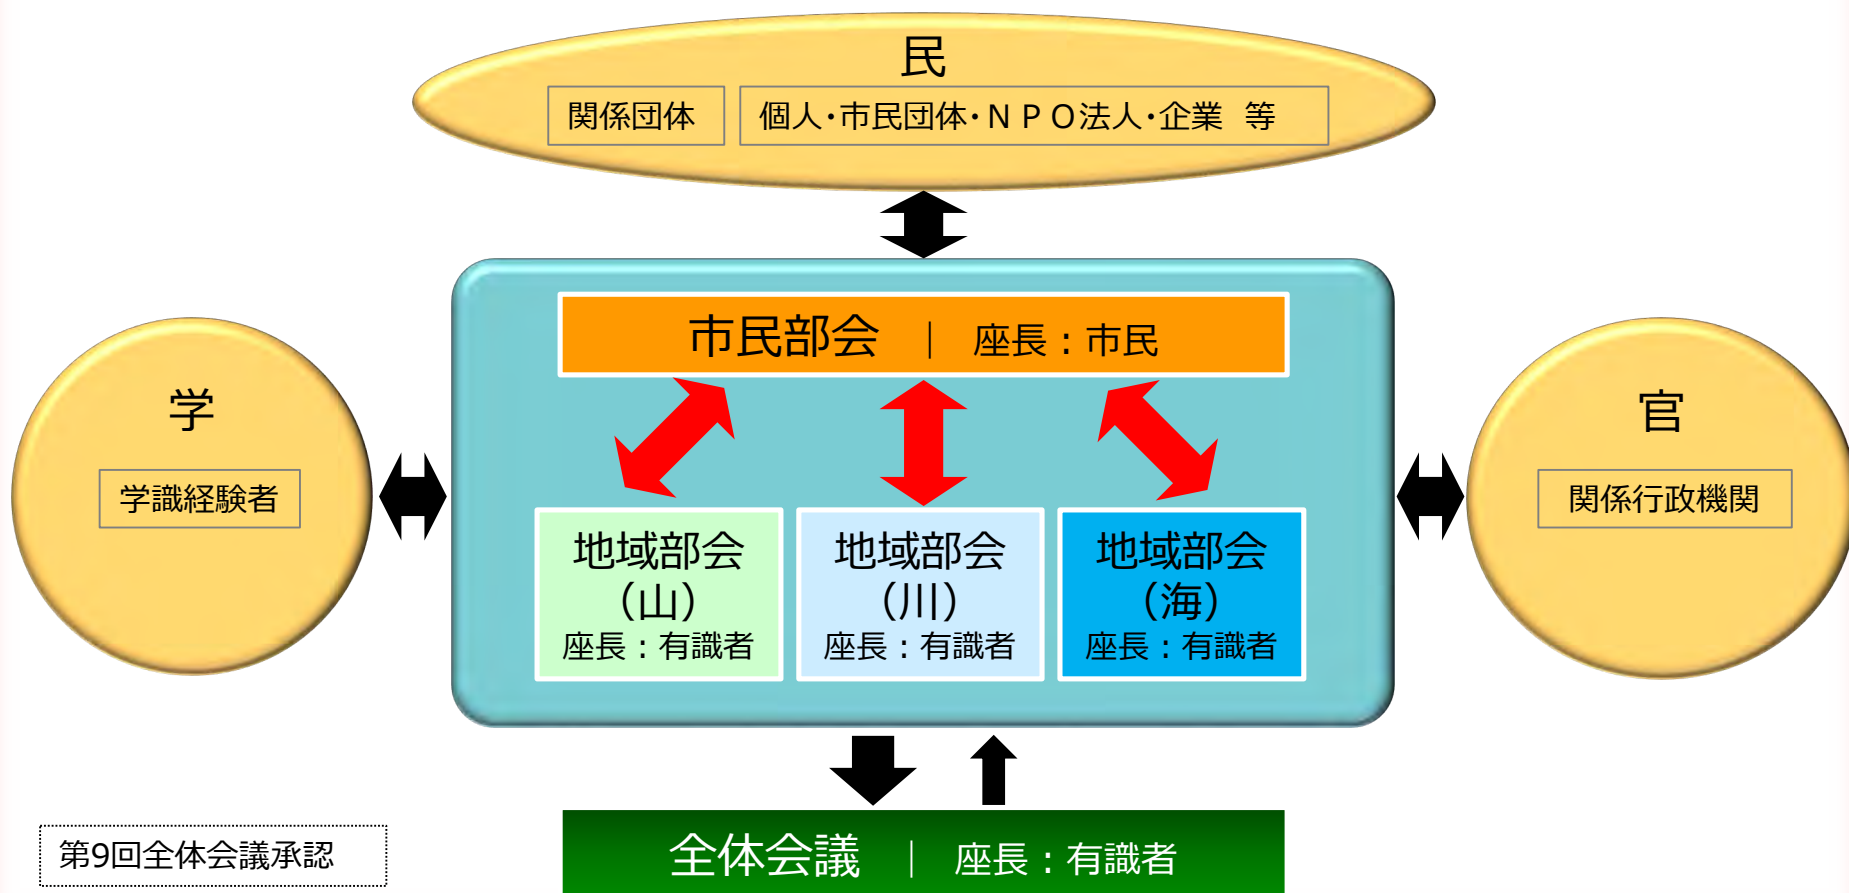 民
関係団体
個人・市民団体・ＮＰＯ法人・企業 等
市民部会 ｜ 座長：市民
学
学識経験者
官
関係行政機関
地域部会
（山）
座長：有識者
地域部会
（川）
座長：有識者
地域部会
（海）
座長：有識者
全体会議 ｜ 座長：有識者
第9回全体会議承認